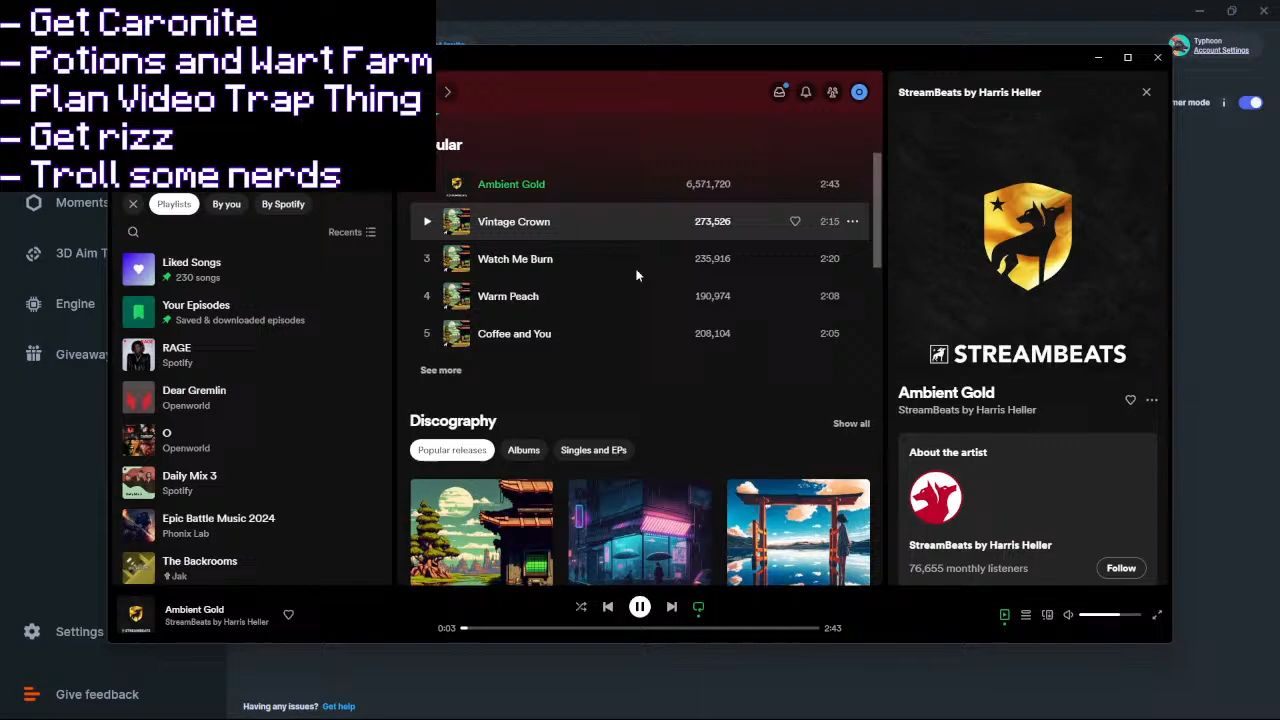 – Get Caronite
– Potions and Wart Farm
– Plan Video Trap Thing
– Get rizz
– Troll some nerds
Typhoon
Account Settings
mer mode
Moments
3D Aim T
Engine
Giveaway
Settings
Give feedback
Having any issues? Get help
Playlists
By you
By Spotify
Recents
Liked Songs
230 songs
Your Episodes
Saved & downloaded episodes
RAGE
Spotify
Dear Gremlin
Openworld
O
Openworld
Daily Mix 3
Spotify
Epic Battle Music 2024
Phonix Lab
The Backrooms
Jak
ular
Ambient Gold 6,571,720 2:43
Vintage Crown 273,526 2:15
3 Watch Me Burn 235,916 2:20
4 Warm Peach 190,974 2:08
5 Coffee and You 208,104 2:05
See more
Discography
Show all
Popular releases
Albums
Singles and EPs
StreamBeats by Harris Heller
STREAMBEATS
Ambient Gold
StreamBeats by Harris Heller
About the artist
StreamBeats by Harris Heller
76,655 monthly listeners
Follow
Ambient Gold
StreamBeats by Harris Heller
0:03
2:43